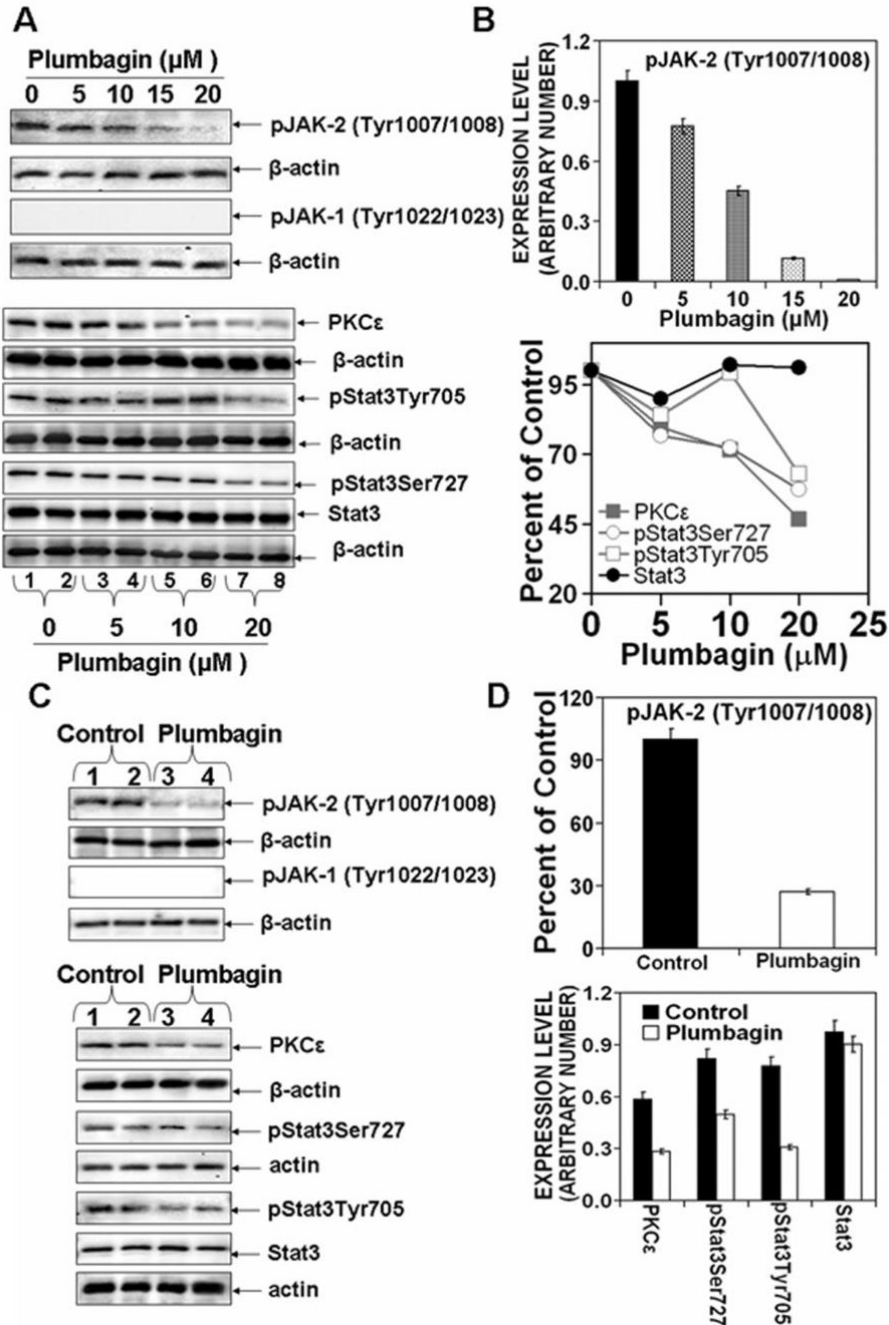 A
Plumbagin (µM )
0 5 10 15 20
pJAK-2 (Tyr1007/1008)
β-actin
pJAK-1 (Tyr1022/1023)
β-actin
PKCε
β-actin
pStat3Tyr705
β-actin
pStat3Ser727
Stat3
β-actin
1 2 3 4 5 6 7 8
0 5 10 20
Plumbagin (µM )
B
EXPRESSION LEVEL
(ARBITRARY NUMBER)
pJAK-2 (Tyr1007/1008)
1.2
0.9
0.6
0.3
0.0
0 5 10 15 20
Plumbagin (µM)
Percent of Control
95
70
45
20
PKCε
pStat3Ser727
pStat3Tyr705
Stat3
0 5 10 15 20 25
Plumbagin (µM)
C
Control Plumbagin
1 2 3 4
pJAK-2 (Tyr1007/1008)
β-actin
pJAK-1 (Tyr1022/1023)
β-actin
Control Plumbagin
1 2 3 4
PKCε
β-actin
pStat3Ser727
actin
pStat3Tyr705
Stat3
actin
D
Percent of Control
pJAK-2 (Tyr1007/1008)
120
90
60
30
0
Control Plumbagin
EXPRESSION LEVEL
(ARBITRARY NUMBER)
1.2
0.9
0.6
0.3
0.0
Control
Plumbagin
PKCε
pStat3Ser727
pStat3Tyr705
Stat3